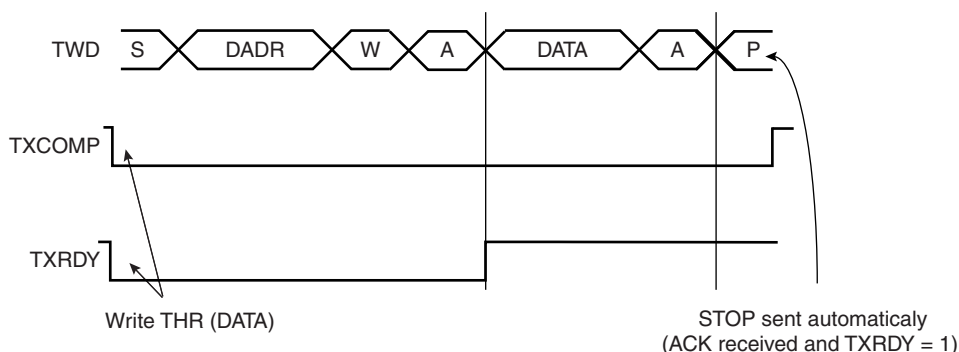 TWD S DADR W A DATA A P
TXCOMP
TXRDY
Write THR (DATA)
STOP sent automaticaly
(ACK received and TXRDY = 1)